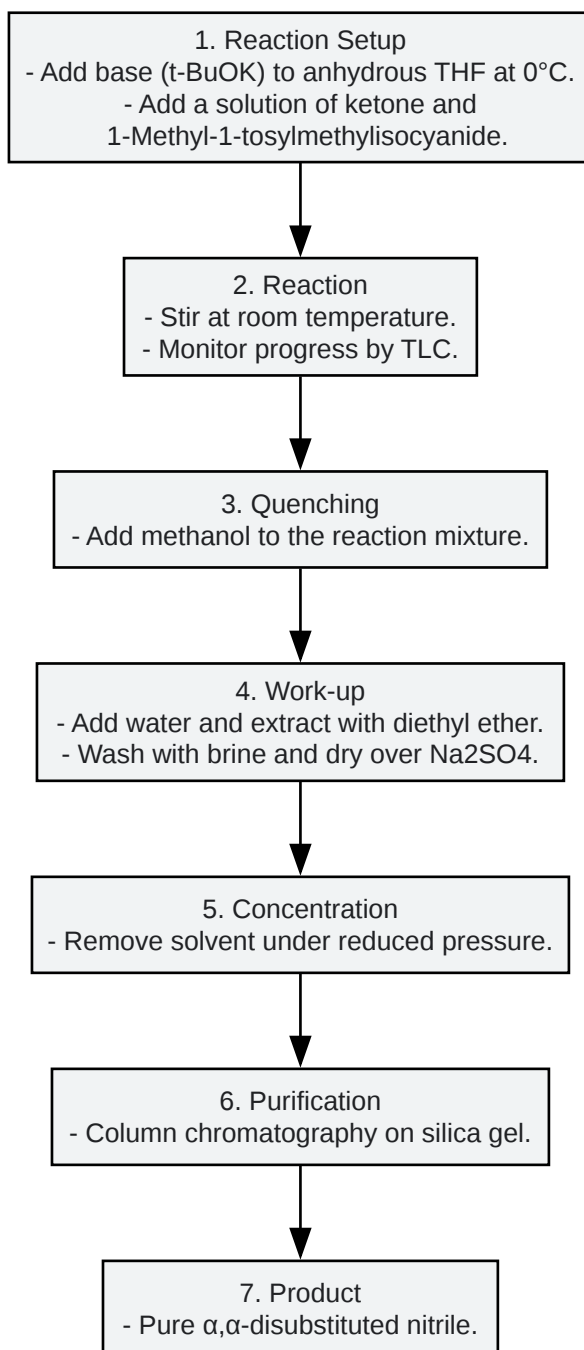 1. Reaction Setup
- Add base (t-BuOK) to anhydrous THF at 0°C.
- Add a solution of ketone and
1-Methyl-1-tosylmethylisocyanide.
2. Reaction
- Stir at room temperature.
- Monitor progress by TLC.
3. Quenching
- Add methanol to the reaction mixture.
4. Work-up
- Add water and extract with diethyl ether.
- Wash with brine and dry over Na2SO4.
5. Concentration
- Remove solvent under reduced pressure.
6. Purification
- Column chromatography on silica gel.
7. Product
- Pure α,α-disubstituted nitrile.